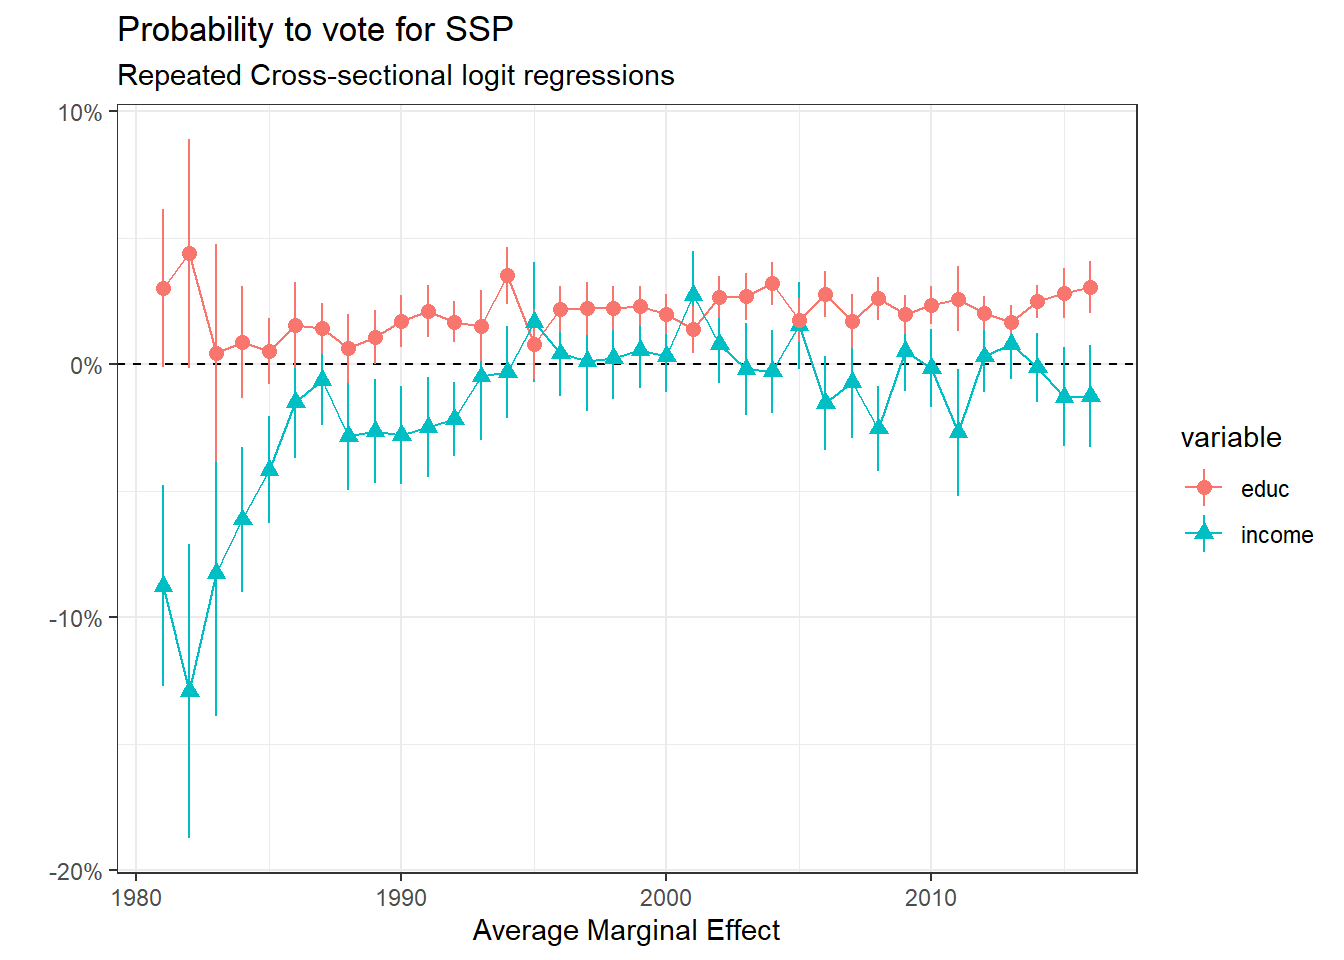 Probability to vote for SSP
Repeated Cross-sectional logit regressions
10%
0%
-10%
-20%
1980
1990
2000
2010
Average Marginal Effect
variable
educ
income